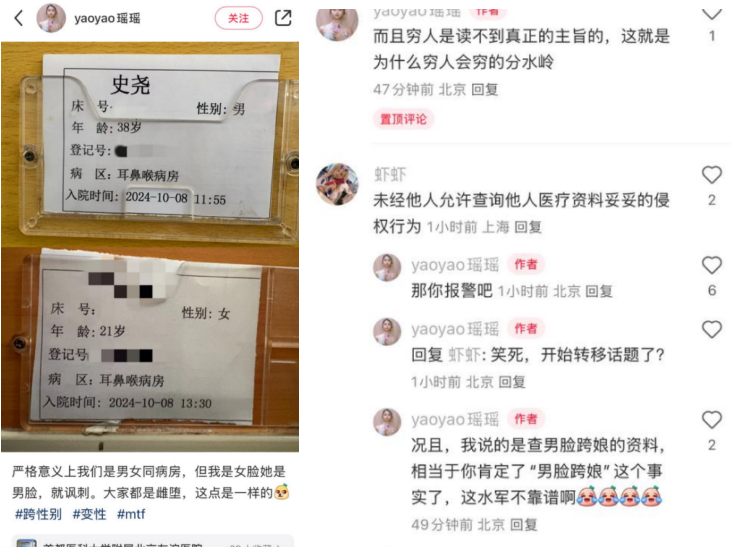 yaoyao瑶瑶
关注
史尧
床 号:
性别: 男
年 龄: 38岁
登记号:
病 区: 耳鼻喉病房
入院时间: 2024-10-08 11:55
床 号:
性别: 女
年 龄: 21岁
登记号
病 区: 耳鼻喉病房
入院时间: 2024-10-08 13:30
严格意义上我们是男女同病房，但我是女脸她是
男脸，就讽刺。大家都是雌堕，这点是一样的
#跨性别 #变性 #mtf
yaoyao瑶瑶 作者
而且穷人是读不到真正的主旨的，这就是
为什么穷人会穷的分水岭
1
47分钟前 北京 回复
置顶评论
虾虾
未经他人允许查询他人医疗资料妥妥的侵
权行为 1小时前 上海 回复
2
yaoyao瑶瑶 作者
那你报警吧 1小时前 北京 回复
6
yaoyao瑶瑶 作者
回复 虾虾: 笑死，开始转移话题了?
1小时前 北京 回复
yaoyao瑶瑶 作者
况且，我说的是查男脸跨娘的资料，
相当于你肯定了“男脸跨娘”这个事
实了，这水军不靠谱啊
2
49分钟前 北京 回复